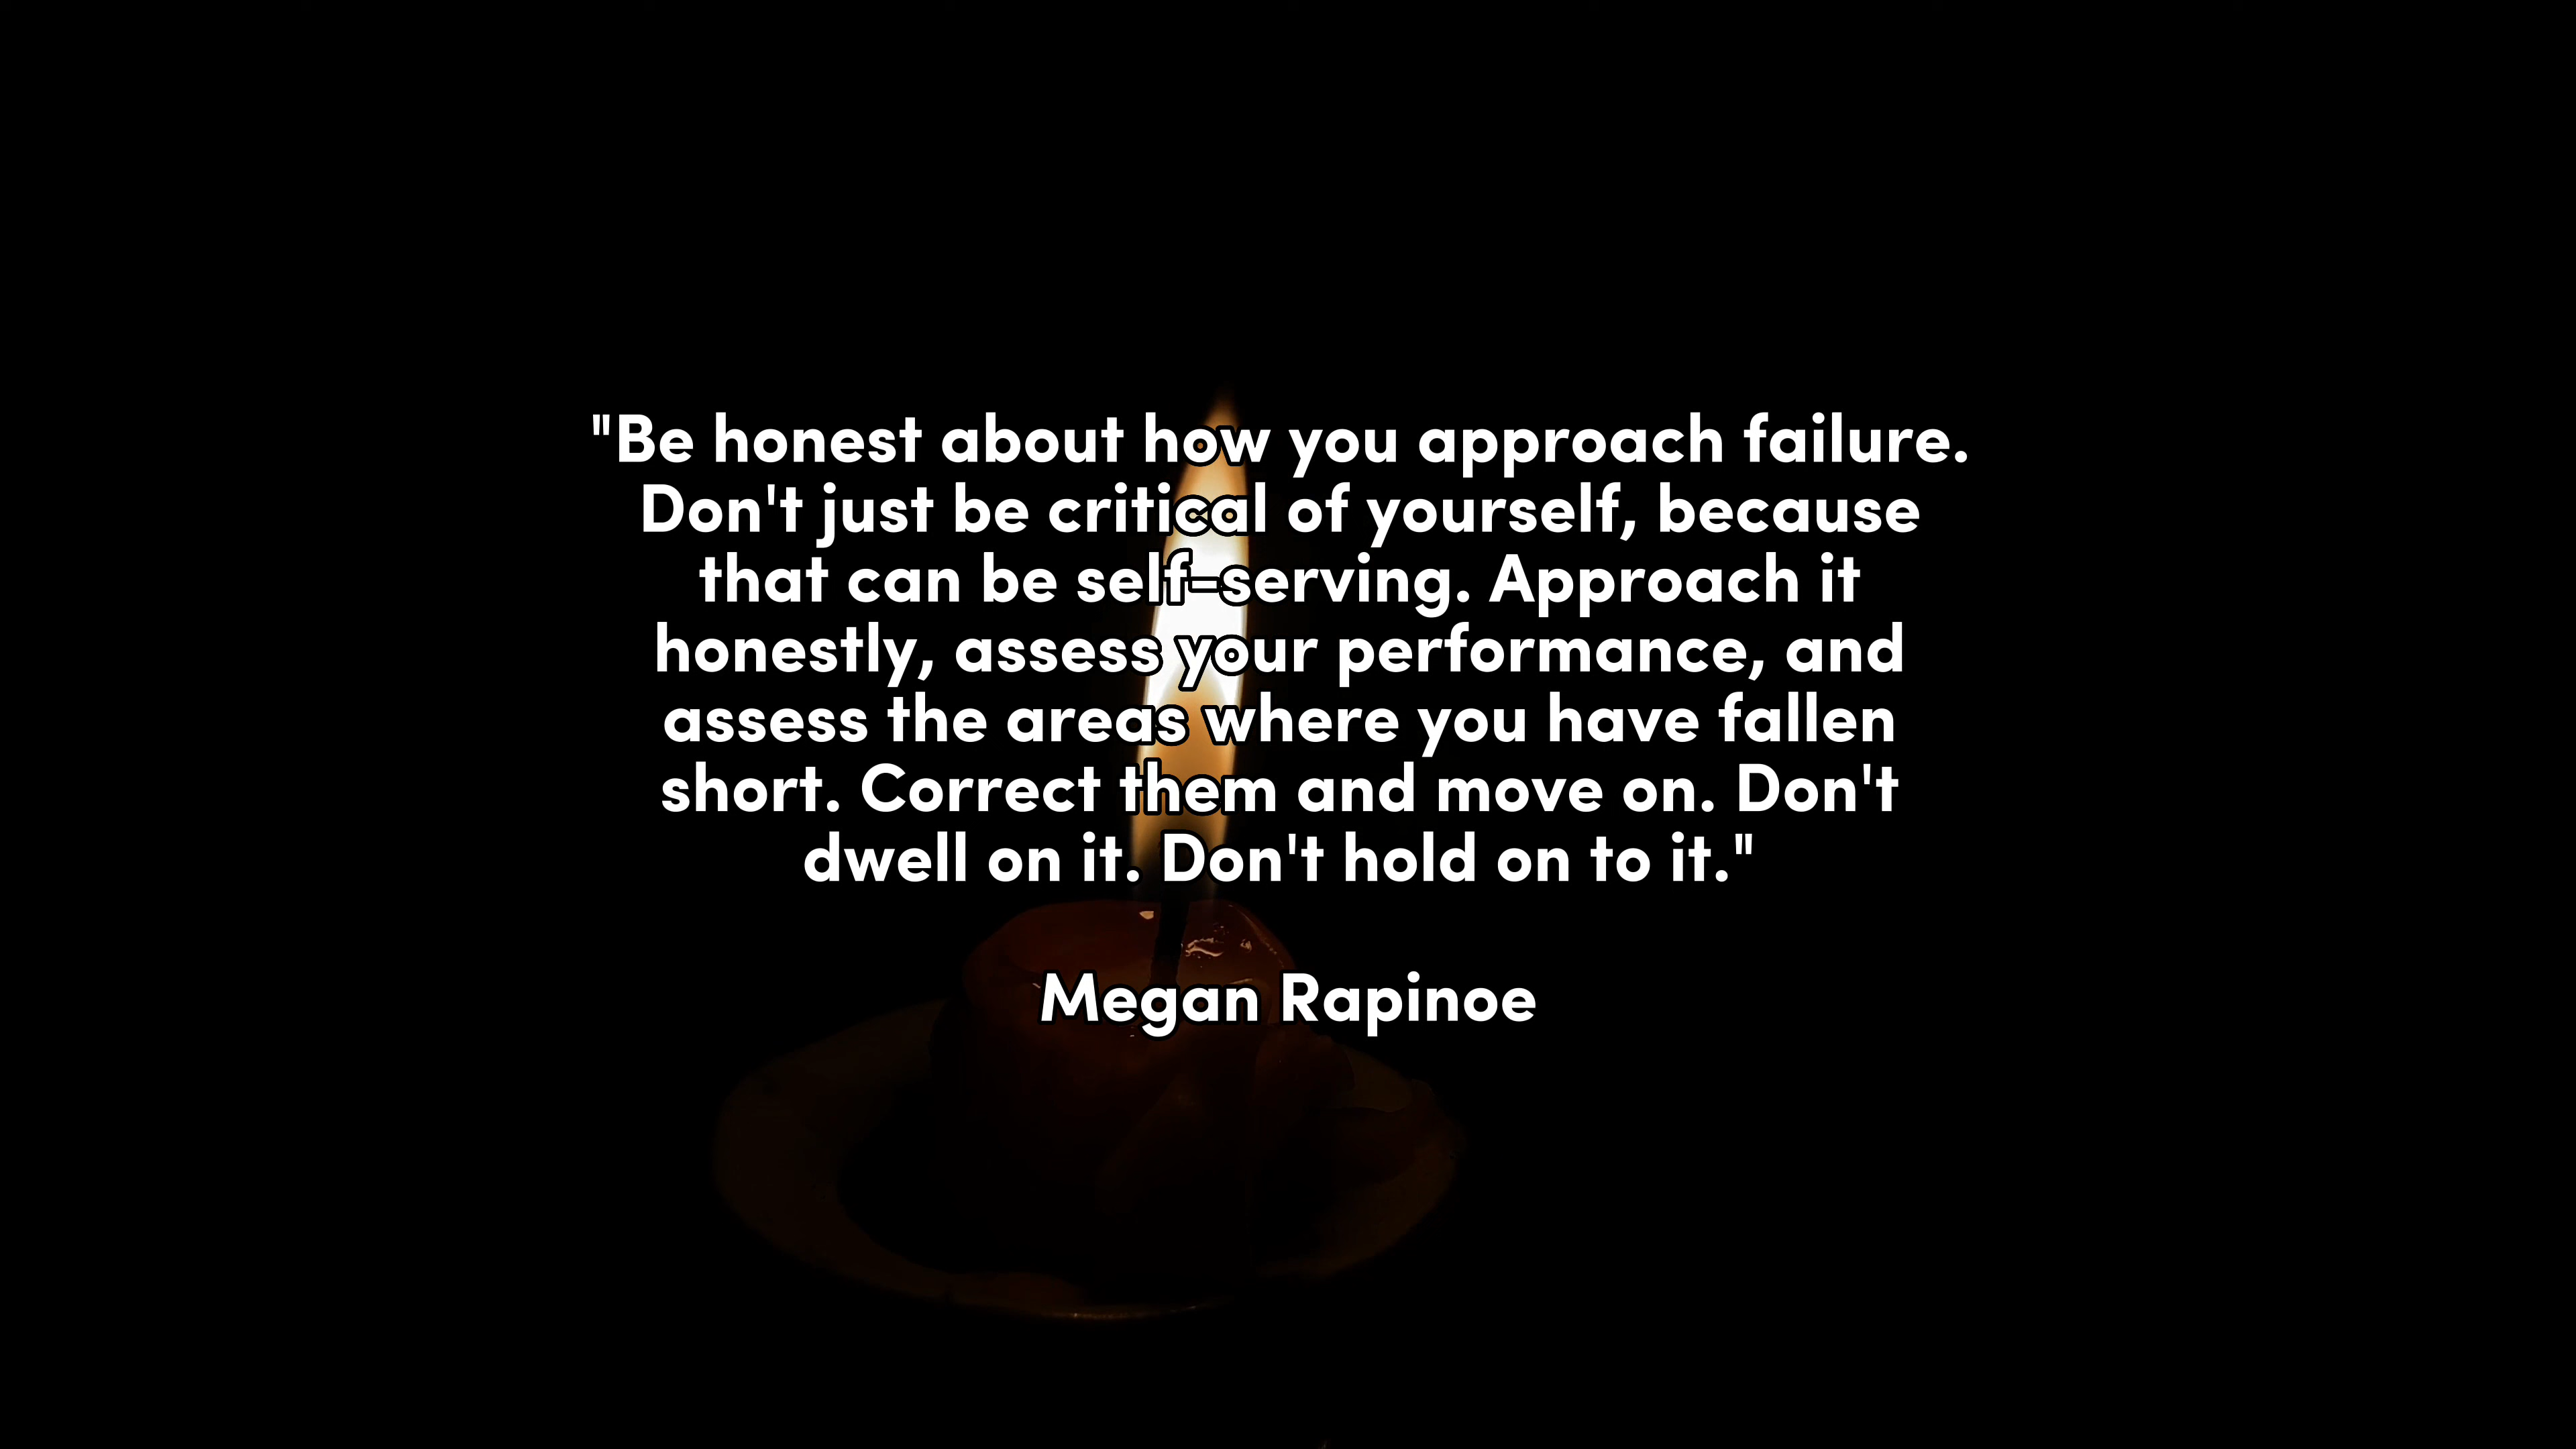 "Be honest about how you approach failure.
Don't just be critical of yourself, because
that can be self-serving. Approach it
honestly, assess your performance, and
assess the areas where you have fallen
short. Correct them and move on. Don't
dwell on it. Don't hold on to it."
Megan Rapinoe